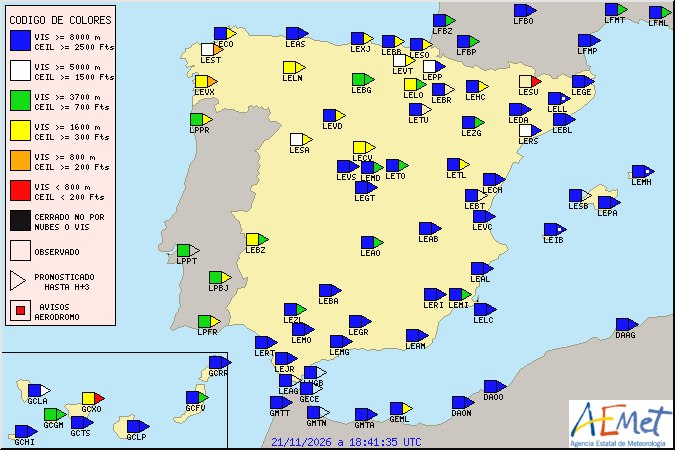 CODIGO DE COLORES
VIS >= 8000 m
CEIL >= 2500 Fts
VIS >= 5000 m
CEIL >= 1500 Fts
VIS >= 3700 m
CEIL >= 700 Fts
VIS >= 1600 m
CEIL >= 300 Fts
VIS >= 800 m
CEIL >= 200 Fts
VIS < 800 m
CEIL < 200 Fts
CERRADO NO POR
NUBES O VIS
OBSERVADO
PRONOSTICADO
HASTA H+3
AVISOS
AERODROMO
LFBO
LFMT
LFML
LFBZ
LECO
LEAS
LEXJ
LEBB
LESO
LFBP
LFMP
LEST
LEVT
LEPP
LELN
LEVX
LEBG
LELO
LEBR
LEHC
LESU
LEGE
LELL
LPPR
LEVD
LETU
LEZG
LEDA
LERS
LEBL
LESA
LECV
LEVS
LEMD
LETO
LETL
LEMH
LEGT
LECH
LEBT
LESB
LEPA
LEVC
LEIB
LEBZ
LEAO
LEAB
LPPT
LEAL
LPBJ
LEBA
LERI
LEMI
LEZL
LELC
LPFR
LEMO
LEGR
DAAG
LERT
LEMG
LEAM
LEJR
GCRR
LXGB
LEAG
GECE
DAOO
GCLA
GCXO
GCFV
GMTT
GEML
DAON
GCGM
GCTS
GCLP
GMTN
GMTA
GCHI
21/11/2026 a 18:41:35 UTC
AEMet
Agencia Estatal de Meteorología